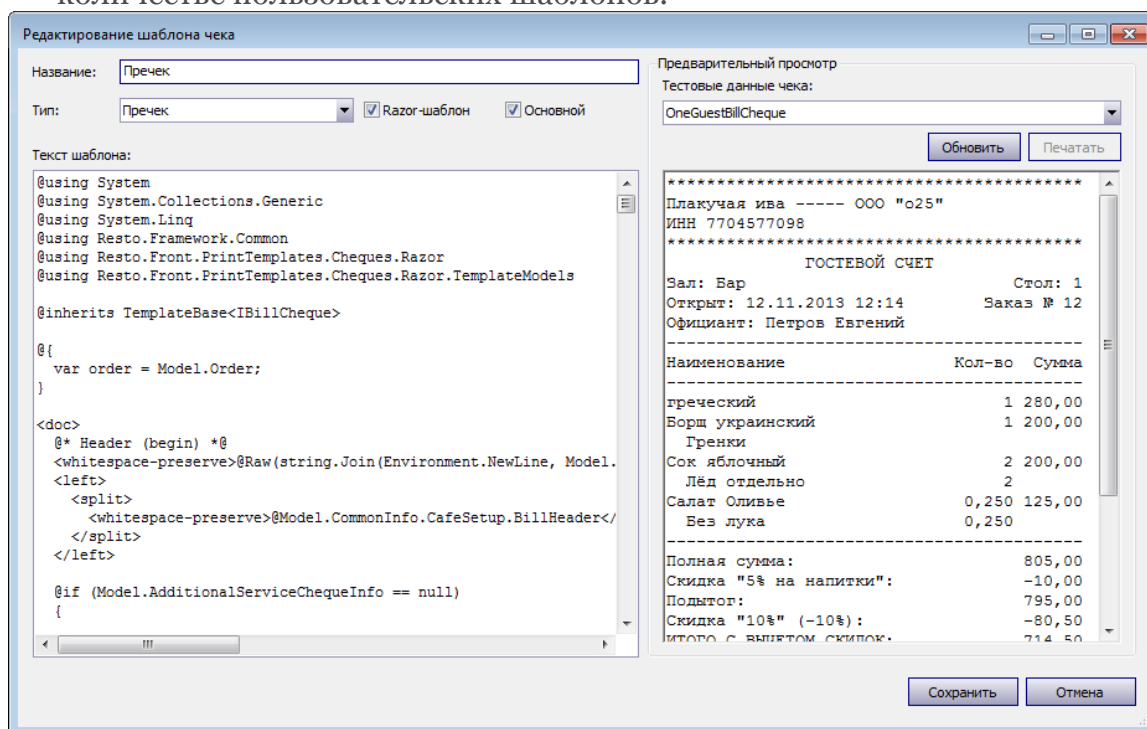 количестве пользовательских шаблонов.
Редактирование шаблона чека
Название: Пречек
Тип: Пречек Razor-шаблон Основной
Текст шаблона:
@using System
@using System.Collections.Generic
@using System.Linq
@using Resto.Framework.Common
@using Resto.Front.PrintTemplates.Cheques.Razor
@using Resto.Front.PrintTemplates.Cheques.Razor.TemplateModels
@inherits TemplateBase<IBillCheque>
@{
var order = Model.Order;
}
<doc>
@* Header (begin) *@
<whitespace-preserve>@Raw(string.Join(Environment.NewLine, Model.
<left>
<split>
<whitespace-preserve>@Model.CommonInfo.CafeSetup.BillHeader</
</split>
</left>
@if (Model.AdditionalServiceChequeInfo == null)
{
Предварительный просмотр
Тестовые данные чека:
OneGuestBillCheque
Обновить Печатать
******************************************
Плакучая ива ----- ООО "о25"
ИНН 7704577098
******************************************
ГОСТЕВОЙ СЧЕТ
Зал: Бар Стол: 1
Открыт: 12.11.2013 12:14 Заказ № 12
Официант: Петров Евгений
------------------------------------------
Наименование Кол-во Сумма
------------------------------------------
греческий 1 280,00
Борщ украинский 1 200,00
Гренки
Сок яблочный 2 200,00
Лёд отдельно 2
Салат Оливье 0,250 125,00
Без лука 0,250
------------------------------------------
Полная сумма: 805,00
Скидка "5% на напитки": -10,00
Подытог: 795,00
Скидка "10%" (-10%): -80,50
ИТОГО С ВЫЧЕТОМ СКИДОК: 714,50
Сохранить Отмена